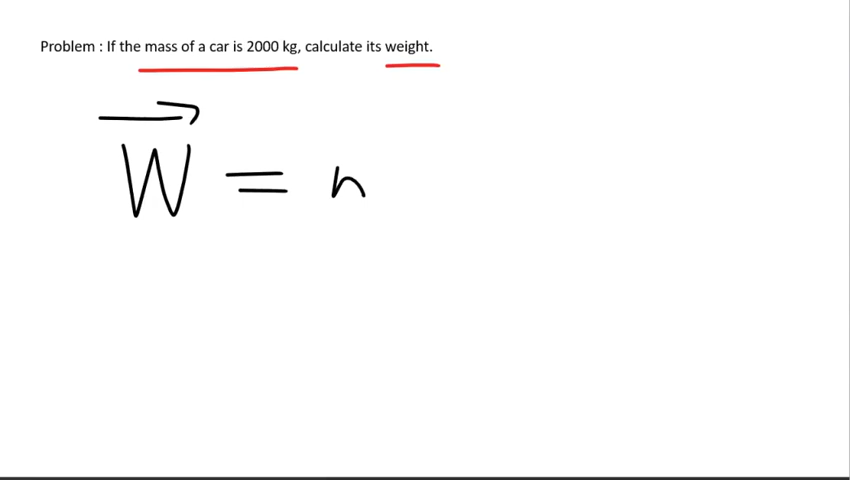 Problem : If the mass of a car is 2000 kg, calculate its weight.
W = n